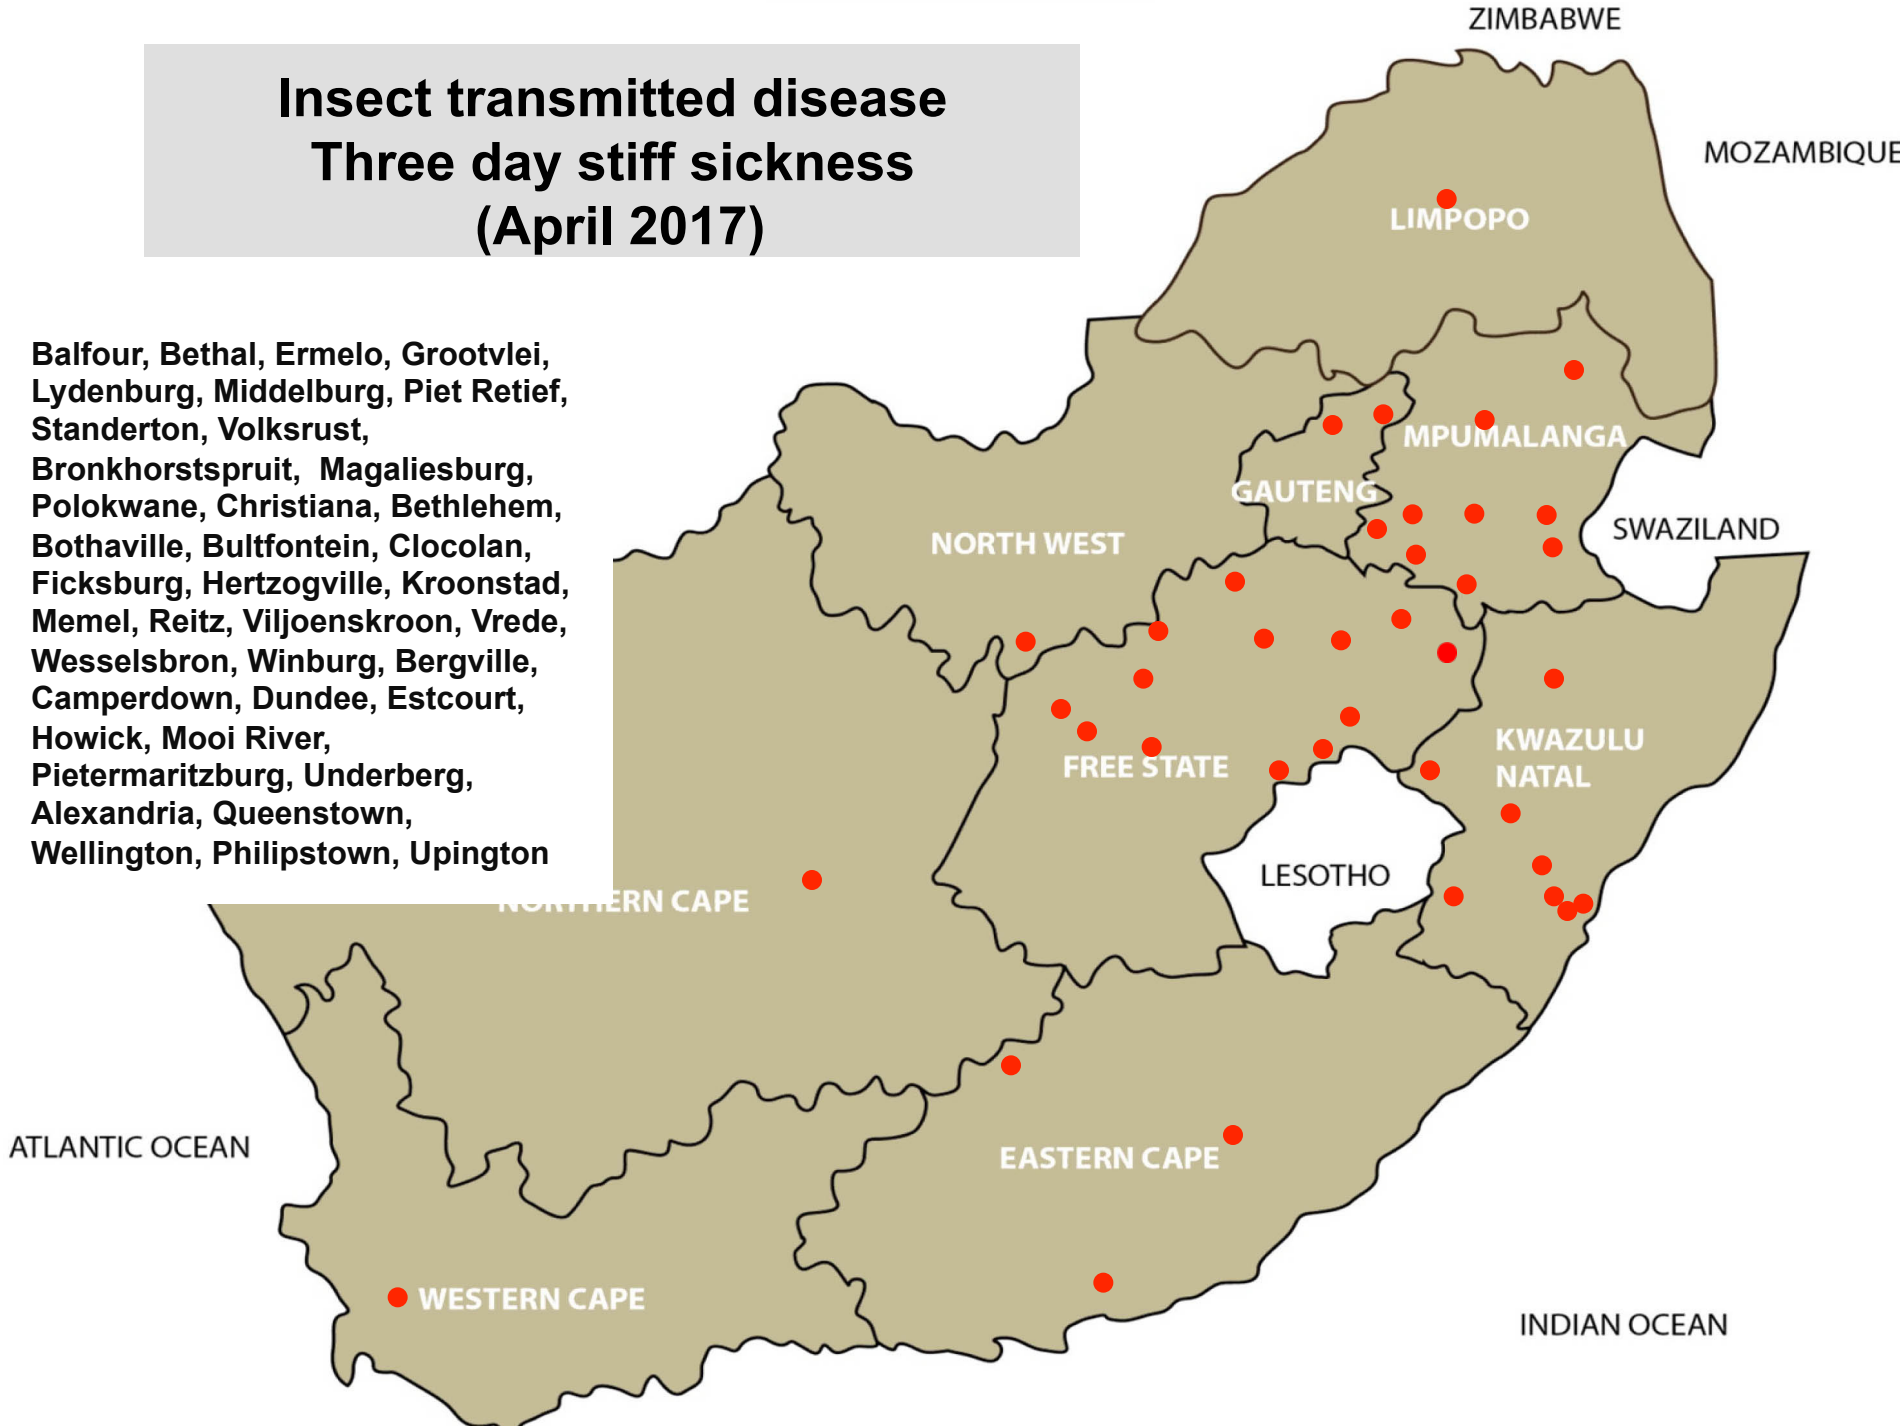 ZIMBABWE
Insect transmitted disease
Three day stiff sickness
(April 2017)
MOZAMBIQUE
LIMPOPO
Balfour, Bethal, Ermelo, Grootvlei,
Lydenburg, Middelburg, Piet Retief,
Standerton, Volksrust,
Bronkhorstspruit, Magaliesburg,
Polokwane, Christiana, Bethlehem,
Bothaville, Bultfontein, Clocolan,
Ficksburg, Hertzogville, Kroonstad,
Memel, Reitz, Viljoenskroon, Vrede,
Wesselsbron, Winburg, Bergville,
Camperdown, Dundee, Estcourt,
Howick, Mooi River,
Pietermaritzburg, Underberg,
Alexandria, Queenstown,
Wellington, Philipstown, Upington
MPUMALANGA
GAUTENG
SWAZILAND
NORTH WEST
KWAZULU
NATAL
FREE STATE
LESOTHO
NORTHERN CAPE
ATLANTIC OCEAN
EASTERN CAPE
WESTERN CAPE
INDIAN OCEAN